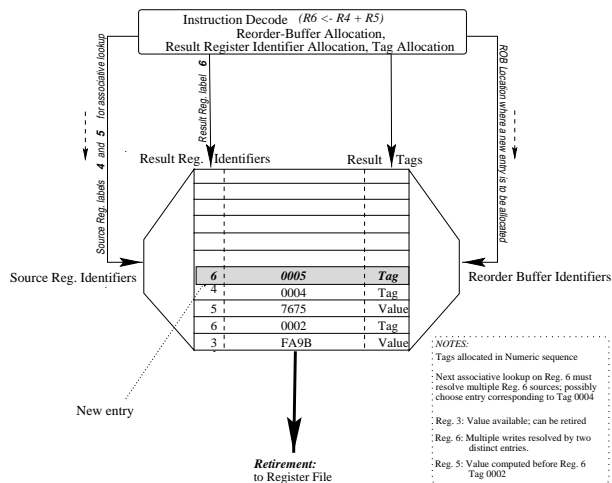 Instruction Decode (R6 <- R4 + R5)
Reorder-Buffer Allocation,
Result Register Identifier Allocation, Tag Allocation
Source Reg. labels 4 and 5 for associative lookup
Result Reg. label 6
ROB Location where a new entry is to be allocated
Result Reg. Identifiers
Result Tags
Source Reg. Identifiers
Reorder Buffer Identifiers
6 0005 Tag
4 0004 Tag
5 7675 Value
6 0002 Tag
3 FA9B Value
New entry
Retirement:
to Register File
NOTES:
Tags allocated in Numeric sequence
Next associative lookup on Reg. 6 must
resolve multiple Reg. 6 sources; possibly
choose entry corresponding to Tag 0004
Reg. 3: Value available; can be retired
Reg. 6: Multiple writes resolved by two
distinct entries.
Reg. 5: Value computed before Reg. 6
Tag 0002